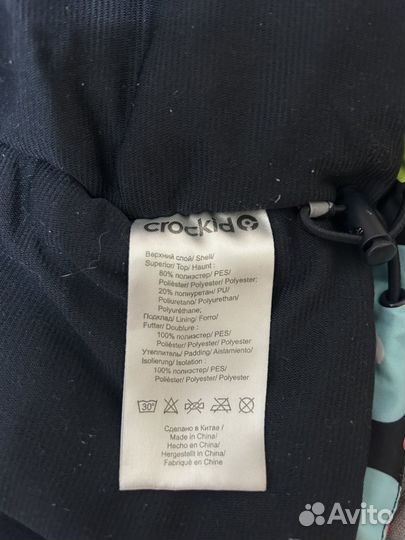 crockid
Верхний слой/ Shell/
Superior/ Top/ Haunt :
80% полиэстер/ PES/
Poliéster/ Polyester/ Polyester;
20% полиуретан/ PU/
Poliuretano/ Polyurethan/
Polyuréthane;
Подклад/ Lining/ Forro/
Futter/ Doublure :
100% полиэстер/ PES/
Poliéster/ Polyester/ Polyester
Утеплитель/ Padding/ Aislamiento/
Isolierung/ Isolation :
100% полиэстер/ PES/
Poliéster/ Polyester/ Polyester
30°
Сделано в Китае /
Made in China/
Hecho en China/
Hergestellt in China/
Fabriqué en China
Avito